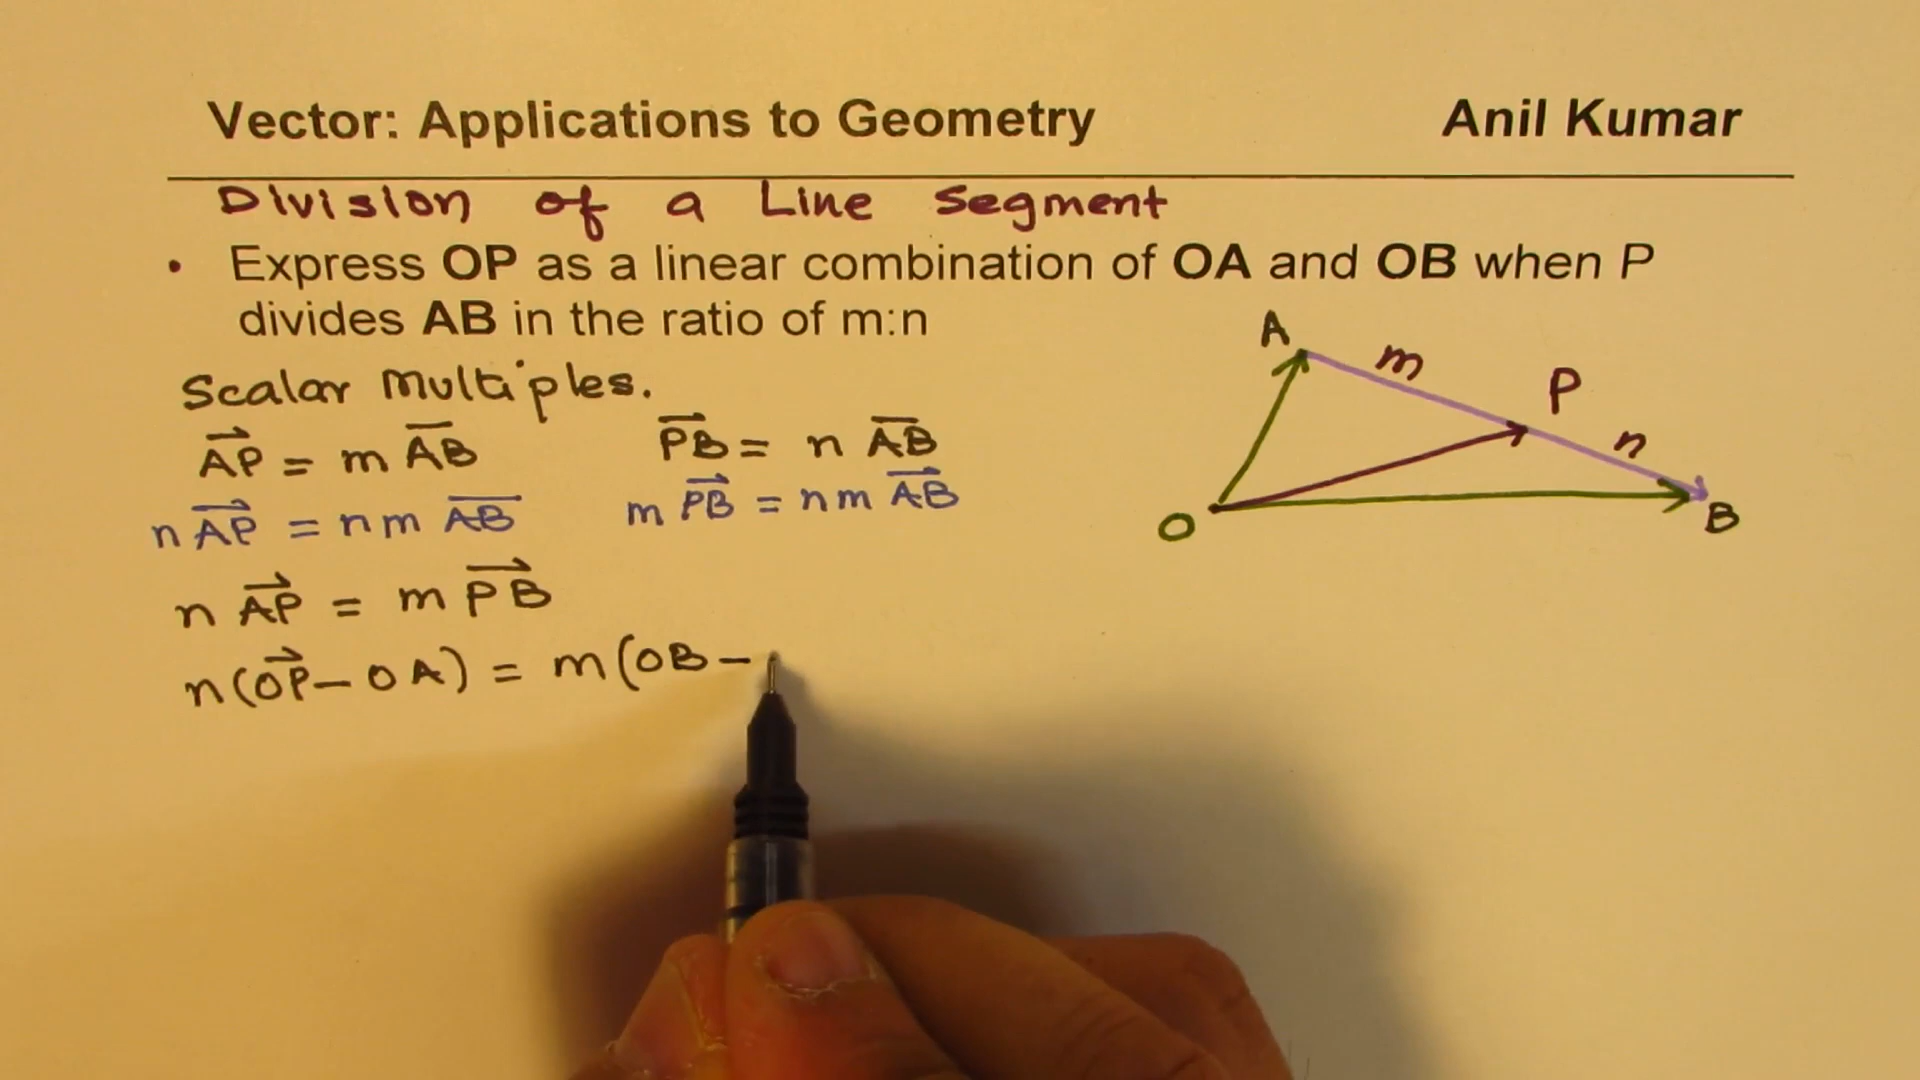 Vector: Applications to Geometry Anil Kumar
Division of a Line Segment
• Express OP as a linear combination of OA and OB when P
divides AB in the ratio of m:n
Scalar Multiples.
AP⃗ = m AB⃗ PB⃗ = n AB⃗
n AP⃗ = n m AB⃗ m PB⃗ = n m AB⃗
n AP⃗ = m PB⃗
n(OP⃗ – OA) = m(OB –
A
m
P
n
O
B